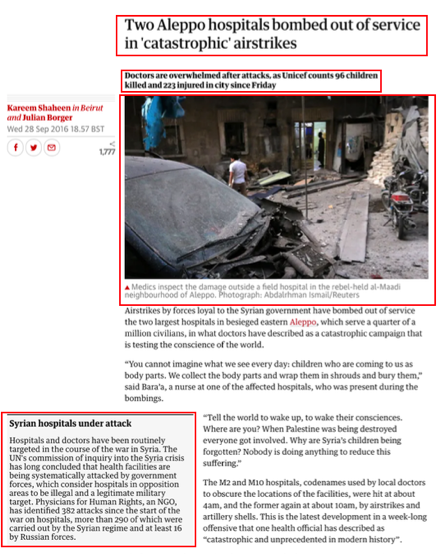 Two Aleppo hospitals bombed out of service
in 'catastrophic' airstrikes
Doctors are overwhelmed after attacks, as Unicef counts 96 children
killed and 223 injured in city since Friday
Kareem Shaheen in Beirut
and Julian Borger
Wed 28 Sep 2016 18.57 BST
1,777
Medics inspect the damage outside a field hospital in the rebel-held al-Maadi
neighbourhood of Aleppo. Photograph: Abdalrhman Ismail/Reuters
Airstrikes by forces loyal to the Syrian government have bombed out of service
the two largest hospitals in besieged eastern Aleppo, which serve a quarter of a
million civilians, in what doctors have described as a catastrophic campaign that
is testing the conscience of the world.
“You cannot imagine what we see every day: children who are coming to us as
body parts. We collect the body parts and wrap them in shrouds and bury them,”
said Bara’a, a nurse at one of the affected hospitals, who was present during the
bombings.
Syrian hospitals under attack
Hospitals and doctors have been routinely
targeted in the course of the war in Syria. The
UN's commission of inquiry into the Syria crisis
has long concluded that health facilities are
being systematically attacked by government
forces, which consider hospitals in opposition
areas to be illegal and a legitimate military
target. Physicians for Human Rights, an NGO,
has identified 382 attacks since the start of the
war on hospitals, more than 290 of which were
carried out by the Syrian regime and at least 16
by Russian forces.
“Tell the world to wake up, to wake their consciences.
Where are you? When Palestine was being destroyed
everyone got involved. Why are Syria’s children being
forgotten? Nobody is doing anything to reduce this
suffering.”
The M2 and M10 hospitals, codenames used by local doctors
to obscure the locations of the facilities, were hit at about
4am, and the former again at about 10am, by airstrikes and
artillery shells. This is the latest development in a week-long
offensive that one health official has described as
“catastrophic and unprecedented in modern history”.